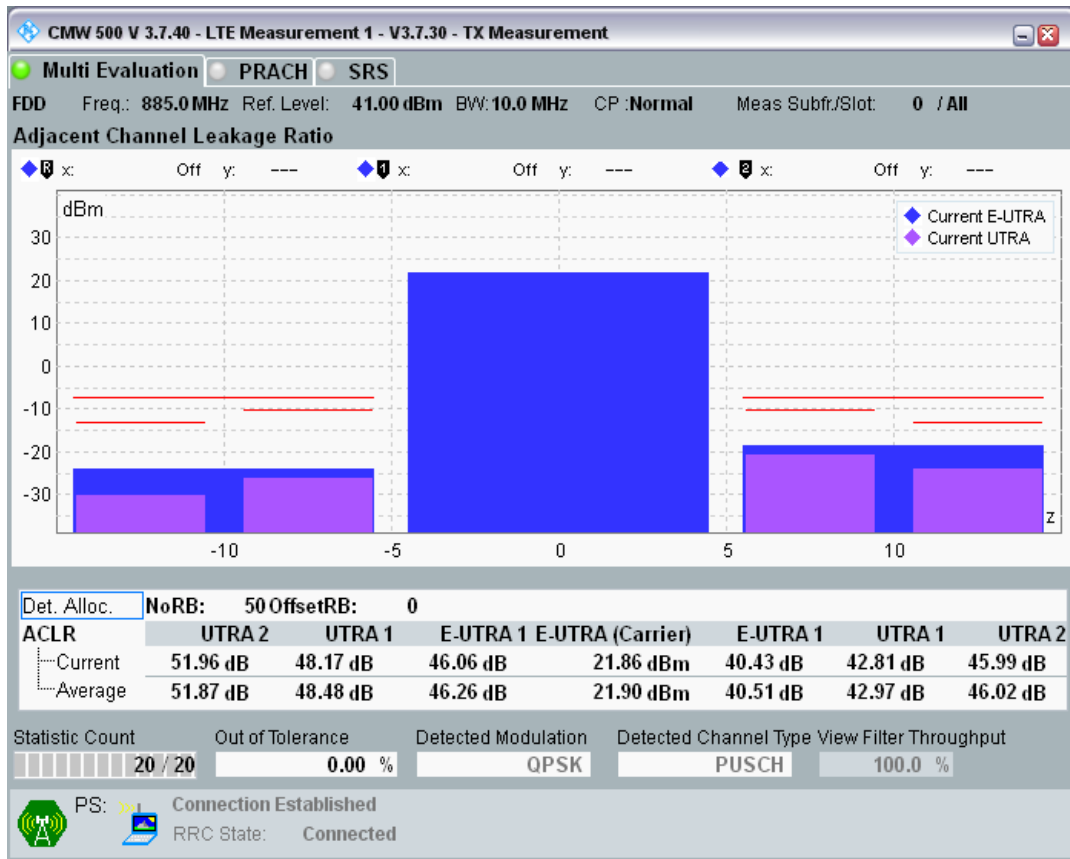 CMW 500 V 3.7.40 - LTE Measurement 1 - V3.7.30 - TX Measurement
Multi Evaluation PRACH SRS
FDD Freq.: 885.0 MHz Ref. Level: 41.00 dBm BW: 10.0 MHz CP :Normal Meas Subfr./Slot: 0 / All
Adjacent Channel Leakage Ratio
R x: Off y: --- 1 x: Off y: --- 2 x: Off y: ---
dBm
Current E-UTRA
Current UTRA
30
20
10
0
-10
-20
-30
z
-10 -5 0 5 10
Det. Alloc. NoRB: 50 OffsetRB: 0
ACLR UTRA 2 UTRA 1 E-UTRA 1 E-UTRA (Carrier) E-UTRA 1 UTRA 1 UTRA 2
Current 51.96 dB 48.17 dB 46.06 dB 21.86 dBm 40.43 dB 42.81 dB 45.99 dB
Average 51.87 dB 48.48 dB 46.26 dB 21.90 dBm 40.51 dB 42.97 dB 46.02 dB
Statistic Count Out of Tolerance Detected Modulation Detected Channel Type View Filter Throughput
20 / 20 0.00 % QPSK PUSCH 100.0 %
PS: Connection Established
RRC State: Connected